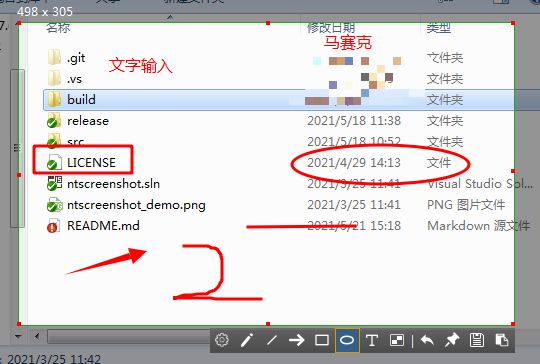 498 x 305
名称
修改日期
类型
马赛克
.git
文件夹
文字输入
.vs
文件夹
build
文件夹
release 2021/5/18 11:38 文件夹
src 2021/5/18 10:52 文件夹
LICENSE 2021/4/29 14:13 文件
ntscreenshot.sln 2021/3/25 11:41 Visual Studio Sol...
ntscreenshot_demo.png 2021/3/25 11:41 PNG 图片文件
README.md 2021/5/21 15:18 Markdown 源文件
2
: 2021/3/25 11:42